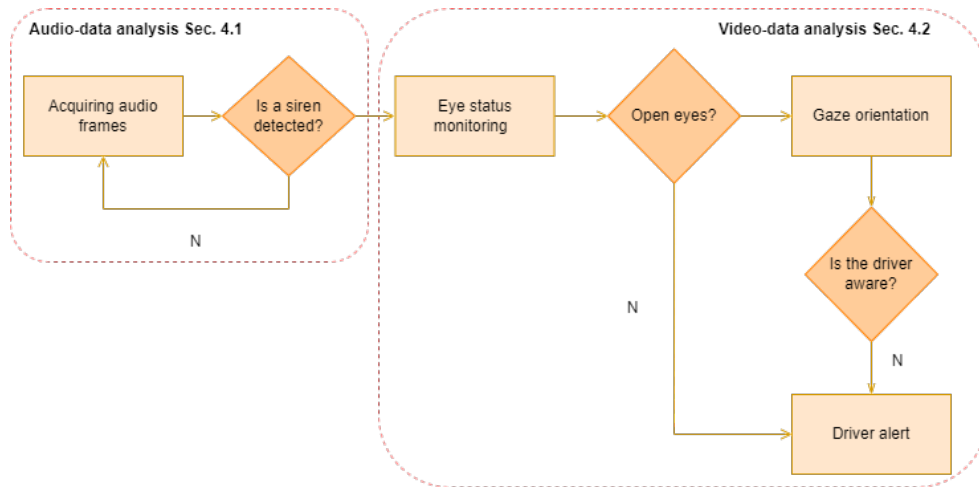 Audio-data analysis Sec. 4.1
Video-data analysis Sec. 4.2
Acquiring audio
frames
Is a siren
detected?
Eye status
monitoring
Open eyes?
Gaze orientation
N
Is the driver
aware?
N
N
Driver alert